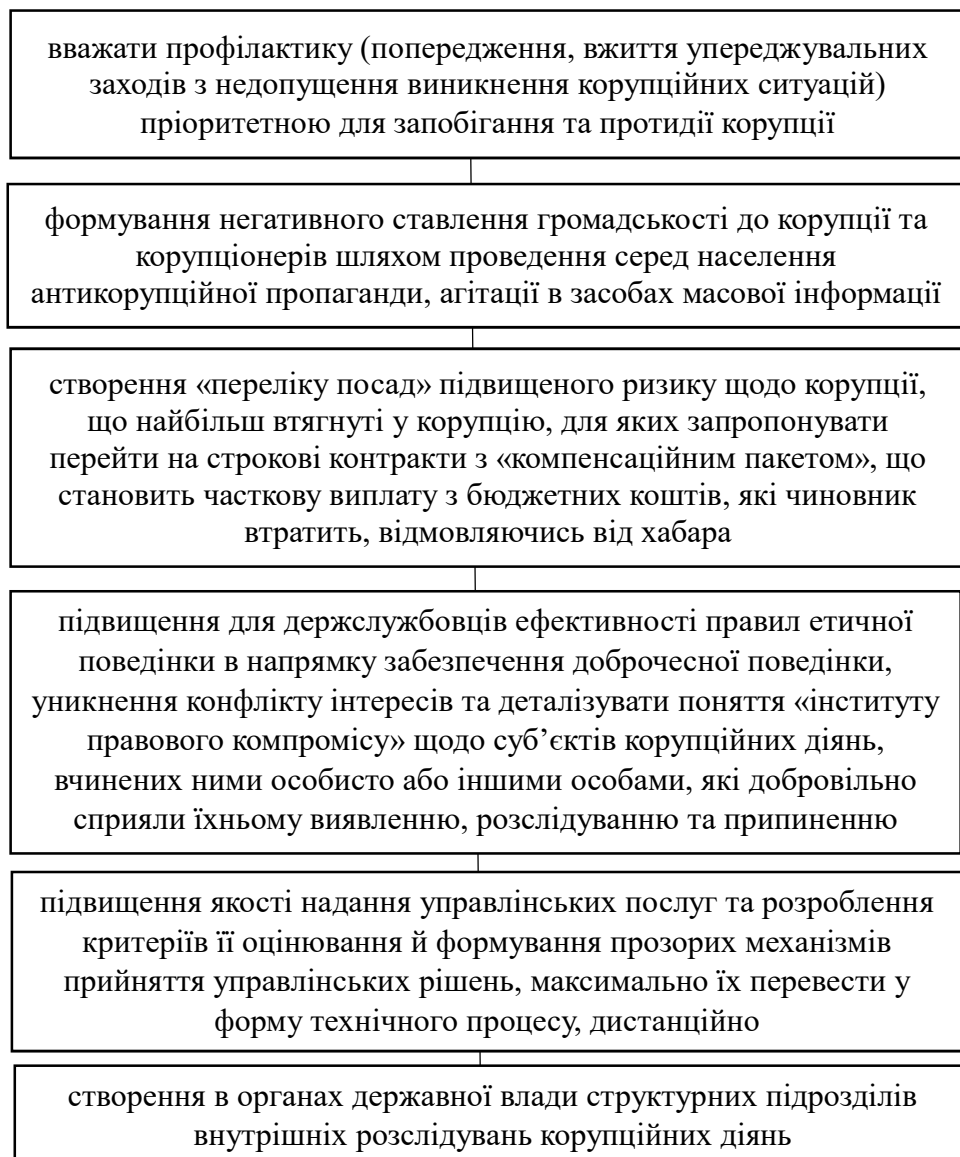 вважати профілактику (попередження, вжиття упереджувальних
заходів з недопущення виникнення корупційних ситуацій)
пріоритетною для запобігання та протидії корупції
формування негативного ставлення громадськості до корупції та
корупціонерів шляхом проведення серед населення
антикорупційної пропаганди, агітації в засобах масової інформації
створення «переліку посад» підвищеного ризику щодо корупції,
що найбільш втягнуті у корупцію, для яких запропонувати
перейти на строкові контракти з «компенсаційним пакетом», що
становить часткову виплату з бюджетних коштів, які чиновник
втратить, відмовляючись від хабара
підвищення для держслужбовців ефективності правил етичної
поведінки в напрямку забезпечення доброчесної поведінки,
уникнення конфлікту інтересів та деталізувати поняття «інституту
правового компромісу» щодо суб’єктів корупційних діянь,
вчинених ними особисто або іншими особами, які добровільно
сприяли їхньому виявленню, розслідуванню та припиненню
підвищення якості надання управлінських послуг та розроблення
критеріїв її оцінювання й формування прозорих механізмів
прийняття управлінських рішень, максимально їх перевести у
форму технічного процесу, дистанційно
створення в органах державної влади структурних підрозділів
внутрішніх розслідувань корупційних діянь